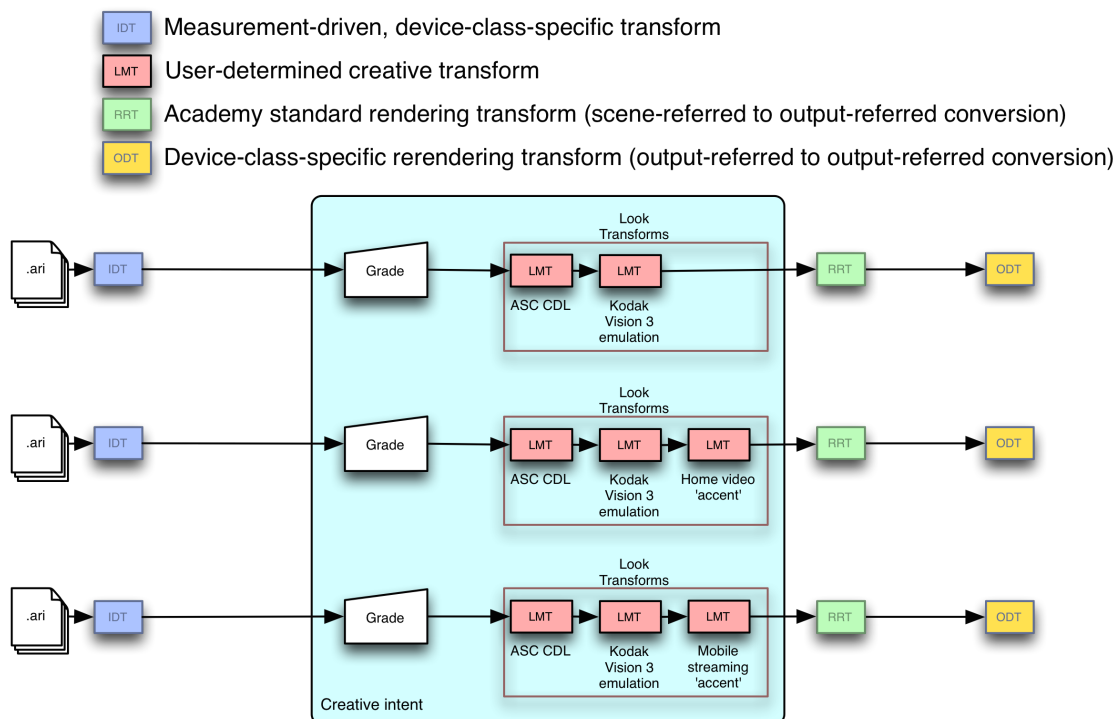 IDT Measurement-driven, device-class-specific transform
LMT User-determined creative transform
RRT Academy standard rendering transform (scene-referred to output-referred conversion)
ODT Device-class-specific rerendering transform (output-referred to output-referred conversion)
Look
Transforms
.ari IDT Grade LMT LMT RRT ODT
ASC CDL Kodak
Vision 3
emulation
Look
Transforms
.ari IDT Grade LMT LMT LMT RRT ODT
ASC CDL Kodak Home video
Vision 3 'accent'
emulation
Look
Transforms
.ari IDT Grade LMT LMT LMT RRT ODT
ASC CDL Kodak Mobile
Vision 3 streaming
emulation 'accent'
Creative intent